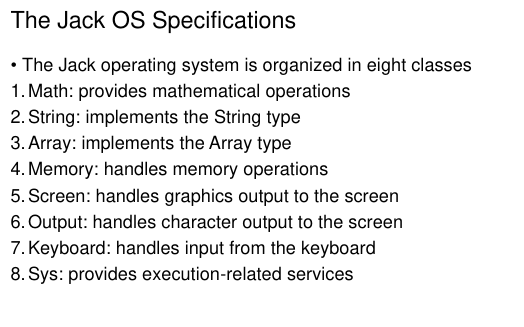 The Jack OS Specifications
• The Jack operating system is organized in eight classes
1. Math: provides mathematical operations
2. String: implements the String type
3. Array: implements the Array type
4. Memory: handles memory operations
5. Screen: handles graphics output to the screen
6. Output: handles character output to the screen
7. Keyboard: handles input from the keyboard
8. Sys: provides execution-related services